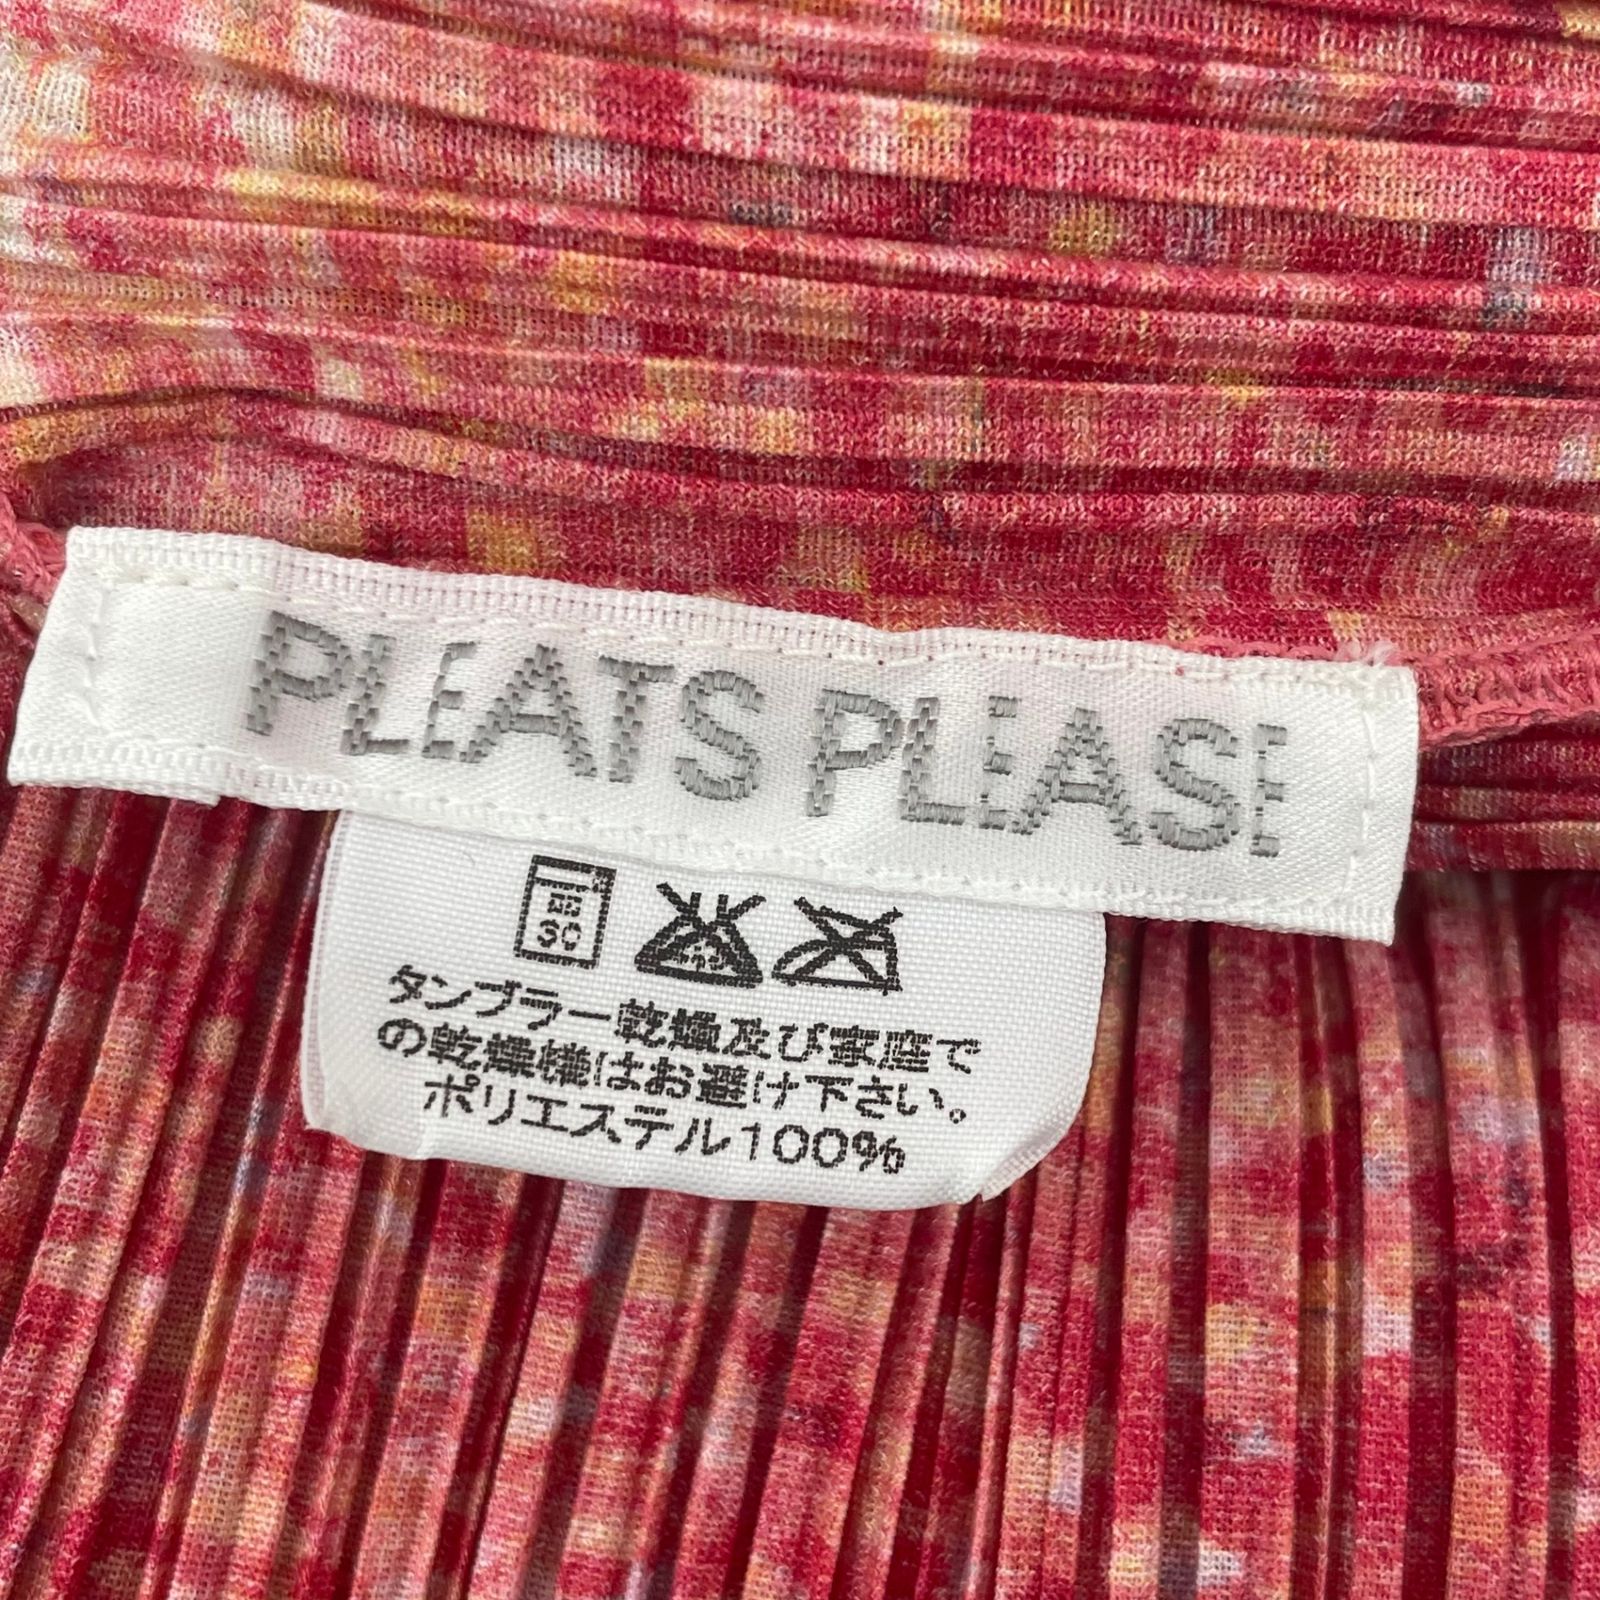 PLEATS PLEASE
弱
30
タンブラー乾燥及び家庭で
の乾燥機はお避け下さい。
ポリエステル100%